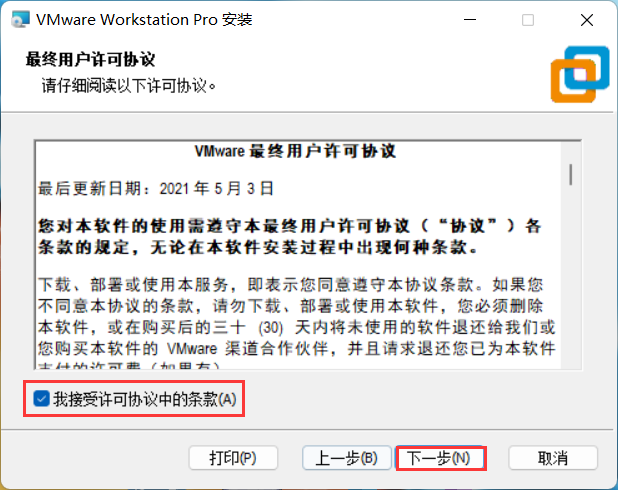 VMware Workstation Pro 安装
最终用户许可协议
请仔细阅读以下许可协议。
VMware 最终用户许可协议
最后更新日期：2021 年 5 月 3 日
您对本软件的使用需遵守本最终用户许可协议（“协议”）各
条款的规定，无论在本软件安装过程中出现何种条款。
下载、部署或使用本服务，即表示您同意遵守本协议条款。如果您
不同意本协议的条款，请勿下载、部署或使用本软件，您必须删除
本软件，或在购买后的三十 (30) 天内将未使用的软件退还给我们或
您购买本软件的 VMware 渠道合作伙伴，并且请求退还您已为本软件
支付的许可费（如果有）
我接受许可协议中的条款(A)
打印(P) 上一步(B) 下一步(N) 取消